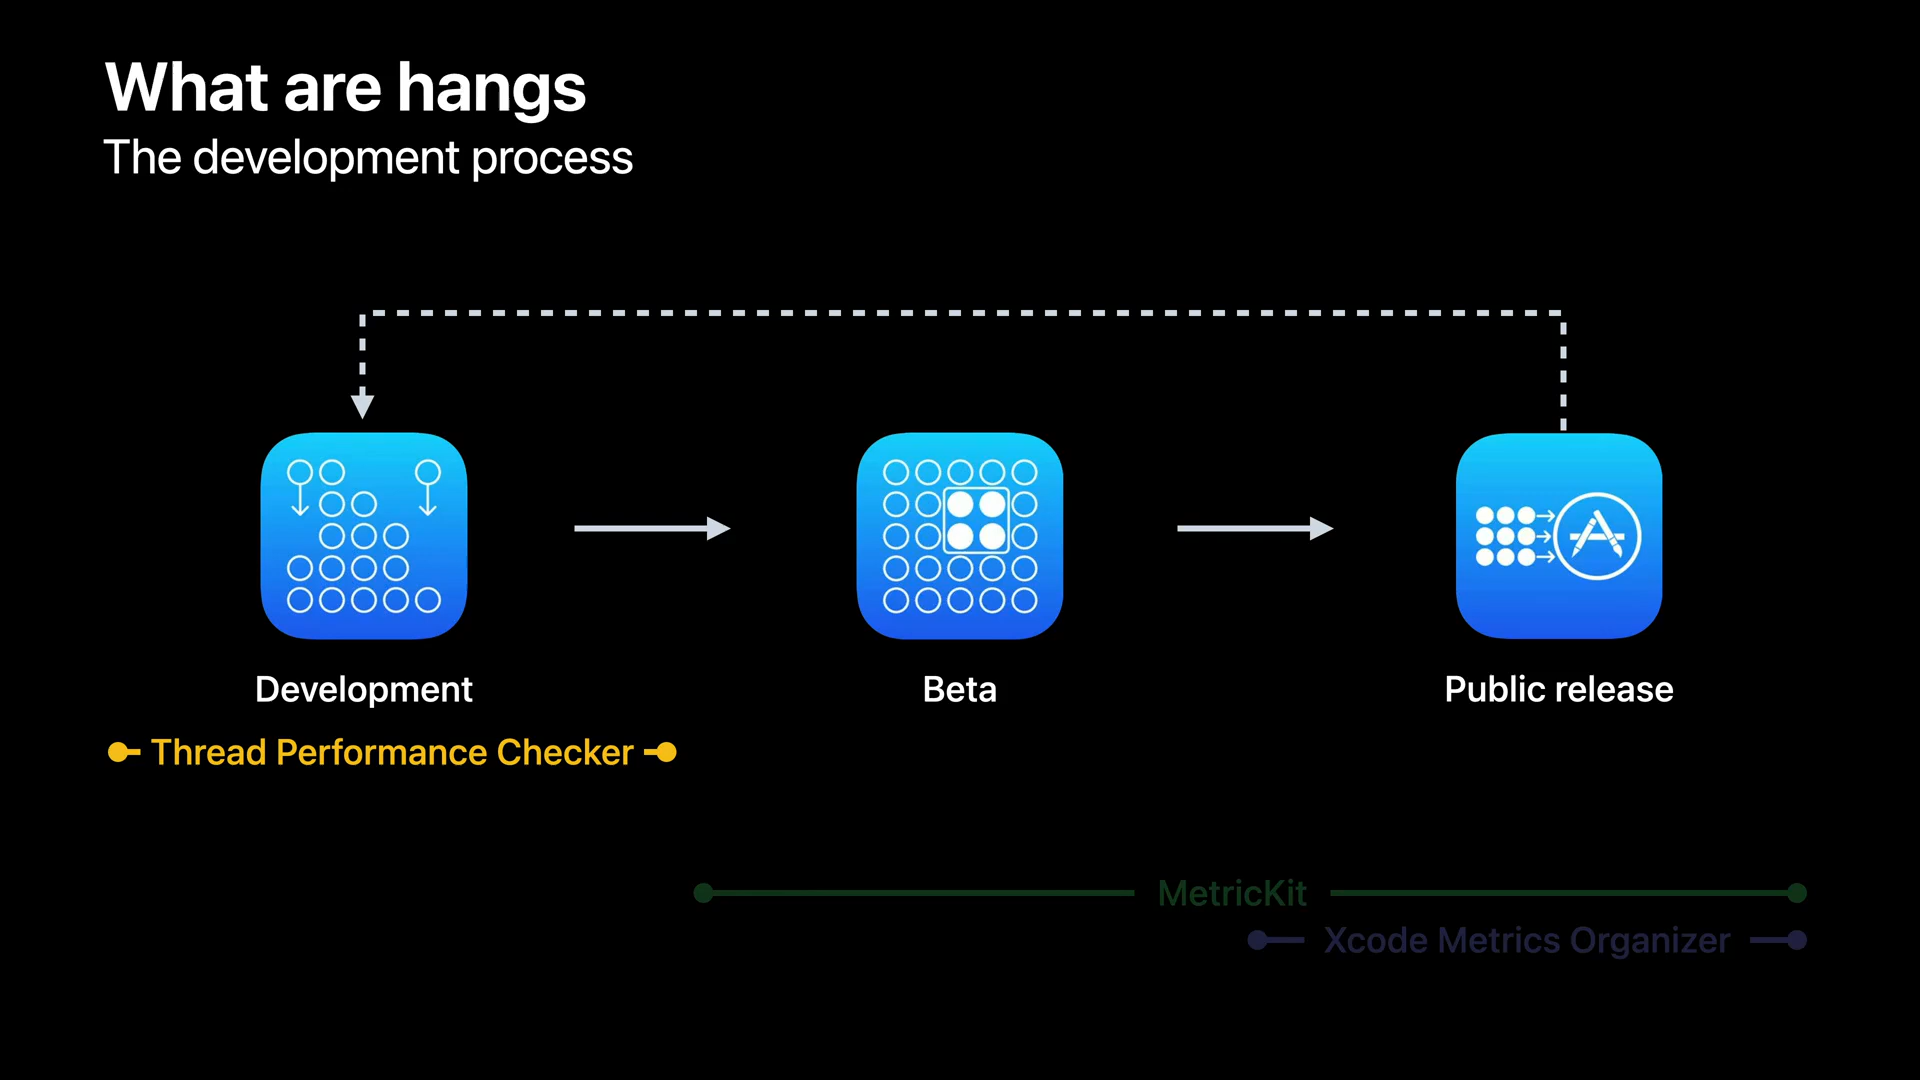 What are hangs
The development process
Development
Beta
Public release
Thread Performance Checker
MetricKit
Xcode Metrics Organizer